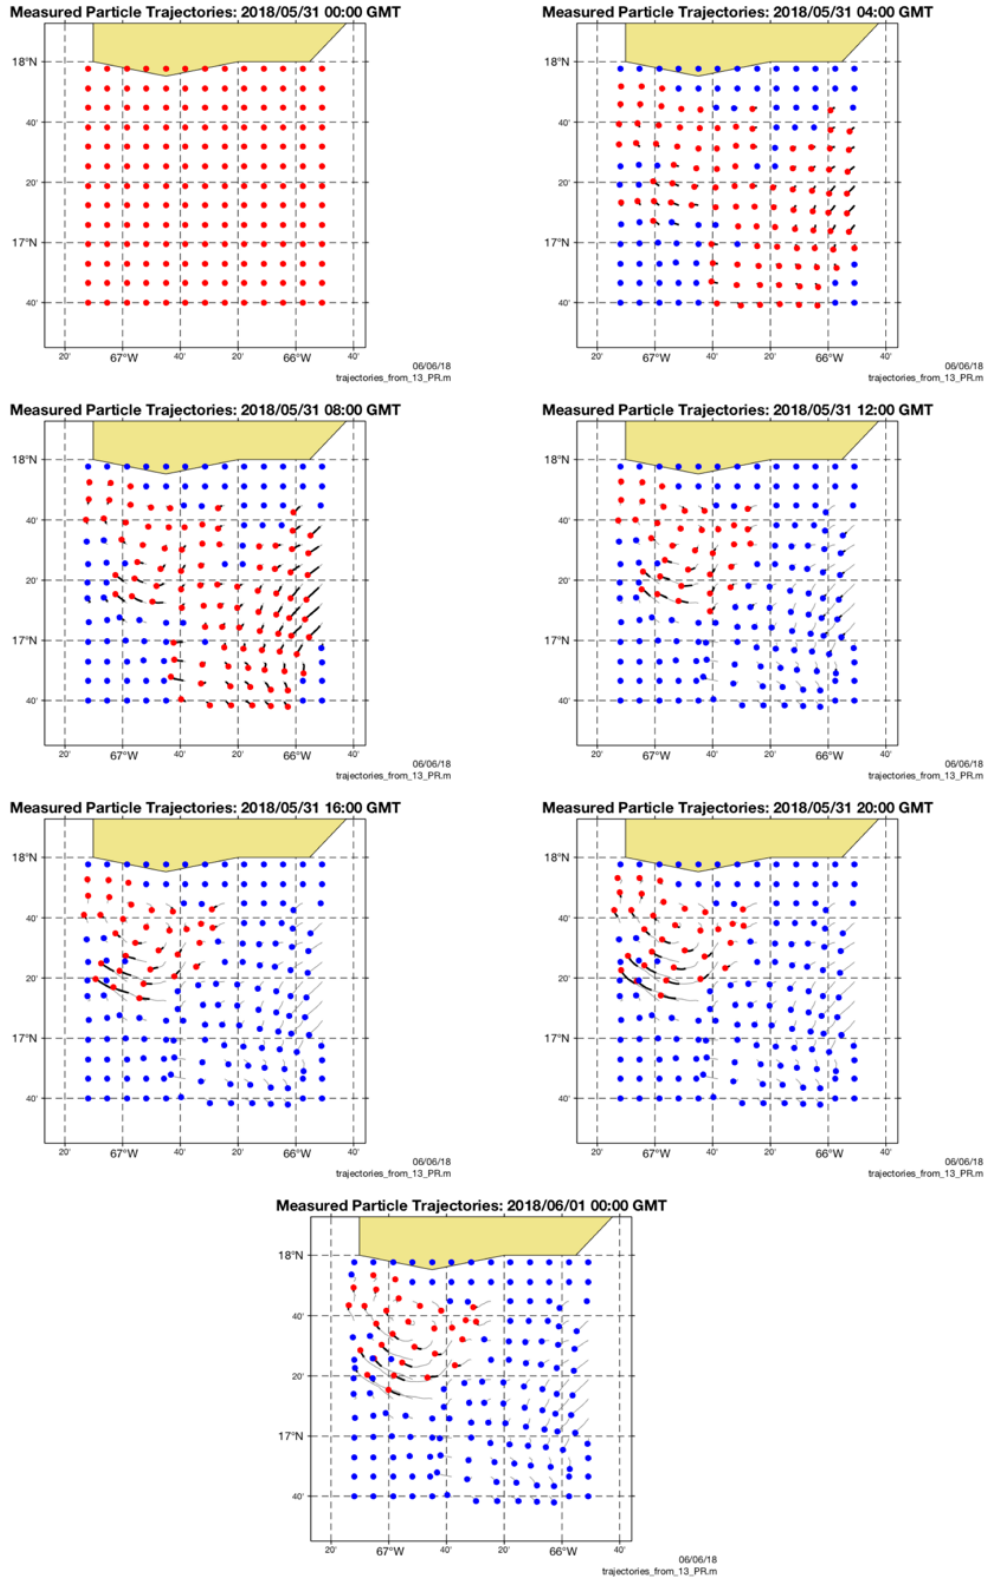 Measured Particle Trajectories: 2018/05/31 00:00 GMT
18°N
40'
20'
17°N
40'
20'
67°W
40'
20'
66°W
40'
06/06/18
trajectories_from_13_PR.m
Measured Particle Trajectories: 2018/05/31 04:00 GMT
18°N
40'
20'
17°N
40'
20'
67°W
40'
20'
66°W
40'
06/06/18
trajectories_from_13_PR.m
Measured Particle Trajectories: 2018/05/31 08:00 GMT
18°N
40'
20'
17°N
40'
20'
67°W
40'
20'
66°W
40'
06/06/18
trajectories_from_13_PR.m
Measured Particle Trajectories: 2018/05/31 12:00 GMT
18°N
40'
20'
17°N
40'
20'
67°W
40'
20'
66°W
40'
06/06/18
trajectories_from_13_PR.m
Measured Particle Trajectories: 2018/05/31 16:00 GMT
18°N
40'
20'
17°N
40'
20'
67°W
40'
20'
66°W
40'
06/06/18
trajectories_from_13_PR.m
Measured Particle Trajectories: 2018/05/31 20:00 GMT
18°N
40'
20'
17°N
40'
20'
67°W
40'
20'
66°W
40'
06/06/18
trajectories_from_13_PR.m
Measured Particle Trajectories: 2018/06/01 00:00 GMT
18°N
40'
20'
17°N
40'
20'
67°W
40'
20'
66°W
40'
06/06/18
trajectories_from_13_PR.m